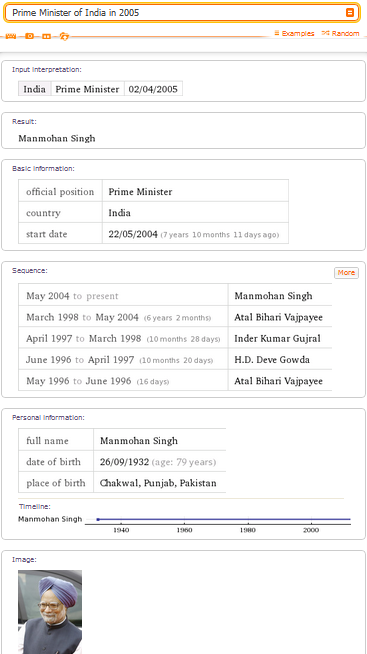 Prime Minister of India in 2005
Examples Random
Input interpretation:
India Prime Minister 02/04/2005
Result:
Manmohan Singh
Basic information:
official position Prime Minister
country India
start date 22/05/2004 (7 years 10 months 11 days ago)
Sequence:
More
May 2004 to present Manmohan Singh
March 1998 to May 2004 (6 years 2 months) Atal Bihari Vajpayee
April 1997 to March 1998 (10 months 28 days) Inder Kumar Gujral
June 1996 to April 1997 (10 months 20 days) H.D. Deve Gowda
May 1996 to June 1996 (16 days) Atal Bihari Vajpayee
Personal information:
full name Manmohan Singh
date of birth 26/09/1932 (age: 79 years)
place of birth Chakwal, Punjab, Pakistan
Timeline:
Manmohan Singh
1940 1960 1980 2000
Image: